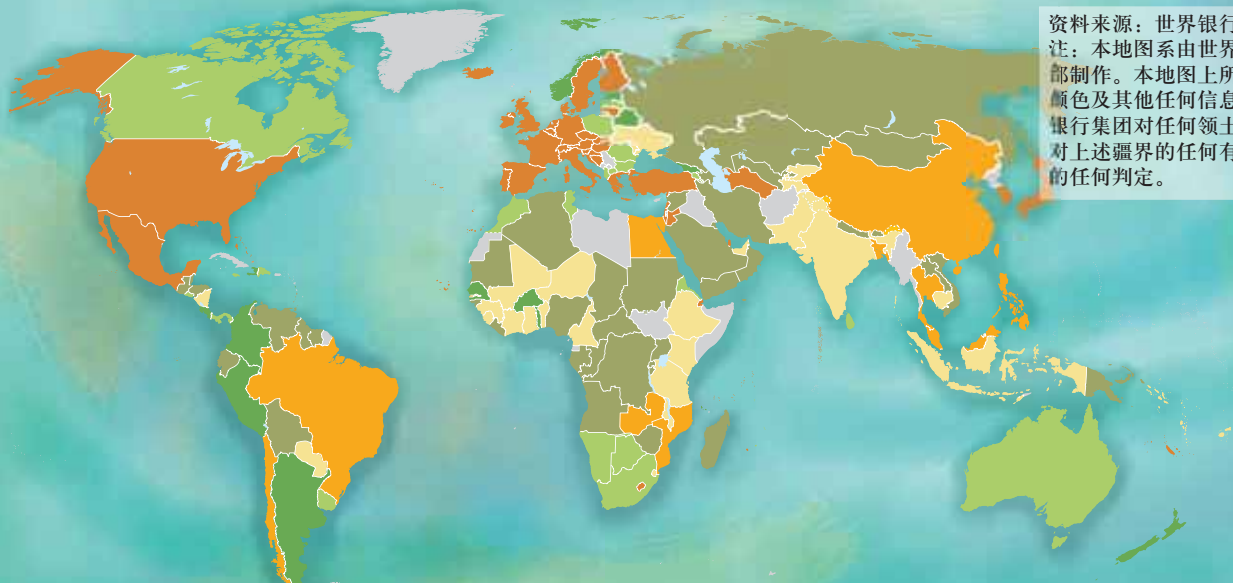 资料来源：世界银行
注：本地图系由世界
部制作。本地图上所
颜色及其他任何信息
银行集团对任何领土
对上述疆界的任何有
的任何判定。